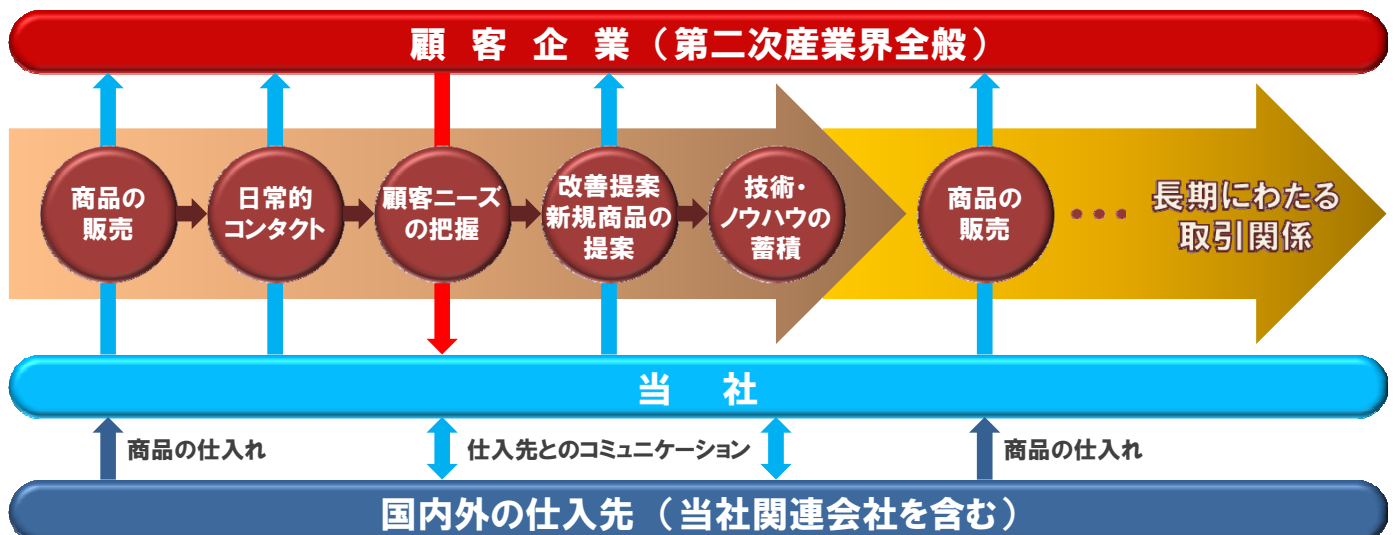 顧客企業（第二次産業界全般）
商品の
販売
日常的
コンタクト
顧客ニーズ
の把握
改善提案
新規商品の
提案
技術・
ノウハウの
蓄積
商品の
販売
長期にわたる
取引関係
当社
商品の仕入れ
仕入先とのコミュニケーション
商品の仕入れ
国内外の仕入先（当社関連会社を含む）